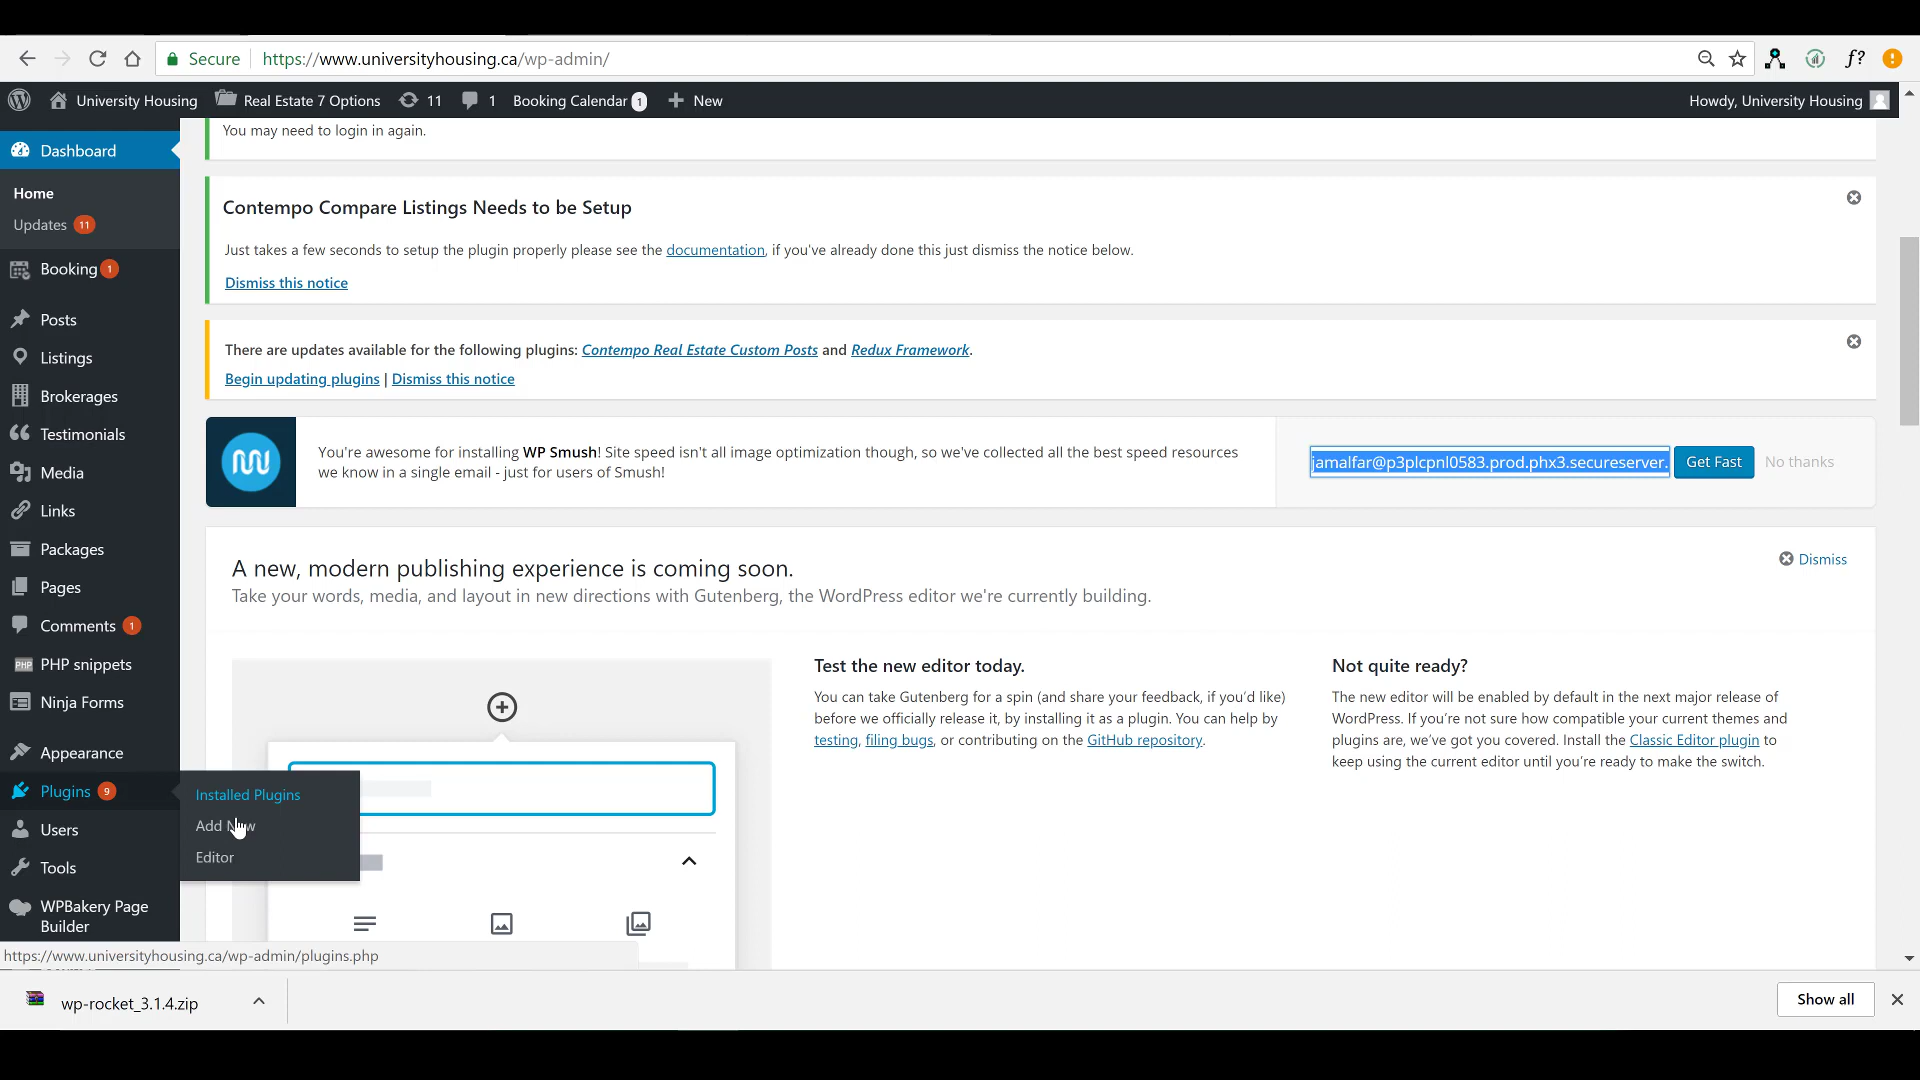 Secure https://www.universityhousing.ca/wp-admin/
f?
University Housing Real Estate 7 Options 11 1 Booking Calendar 1 New Howdy, University Housing
You may need to login in again.
Dashboard
Home
Updates 11
Booking 1
Posts
Listings
Brokerages
Testimonials
Media
Links
Packages
Pages
Comments 1
PHP PHP snippets
Ninja Forms
Appearance
Plugins 9
Users
Tools
WPBakery Page
Builder
Installed Plugins
Add New
Editor
Contempo Compare Listings Needs to be Setup
Just takes a few seconds to setup the plugin properly please see the documentation, if you've already done this just dismiss the notice below.
Dismiss this notice
There are updates available for the following plugins: Contempo Real Estate Custom Posts and Redux Framework.
Begin updating plugins | Dismiss this notice
You're awesome for installing WP Smush! Site speed isn't all image optimization though, so we've collected all the best speed resources
we know in a single email - just for users of Smush!
jamalfar@p3plcpnl0583.prod.phx3.secureserver. Get Fast No thanks
A new, modern publishing experience is coming soon.
Dismiss
Take your words, media, and layout in new directions with Gutenberg, the WordPress editor we're currently building.
Test the new editor today.
You can take Gutenberg for a spin (and share your feedback, if you'd like)
before we officially release it, by installing it as a plugin. You can help by
testing, filing bugs, or contributing on the GitHub repository.
Not quite ready?
The new editor will be enabled by default in the next major release of
WordPress. If you're not sure how compatible your current themes and
plugins are, we've got you covered. Install the Classic Editor plugin to
keep using the current editor until you're ready to make the switch.
https://www.universityhousing.ca/wp-admin/plugins.php
wp-rocket_3.1.4.zip
Show all